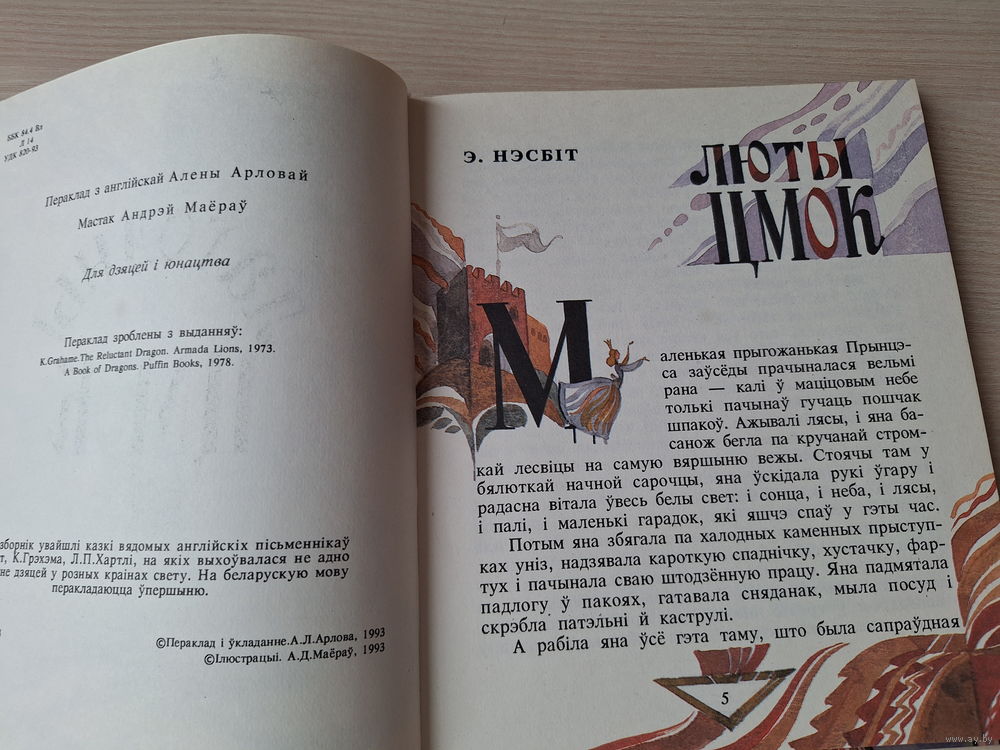 ББК 84.4 Вл
Л 14
УДК 820-93
Пераклад з англійскай Алены Арловай
Мастак Андрэй Маёраў
Для дзяцей і юнацтва
Пераклад зроблены з выданняў:
K.Grahame.The Reluctant Dragon. Armada Lions, 1973.
A Book of Dragons. Puffin Books, 1978.
зборнік увайшлі казкі вядомых англійскіх пісьменнікаў
т, К.Грэхэма, Л.П.Хартлі, на якіх выхоўвалася не адно
не дзяцей у розных краінах свету. На беларускую мову
перакладаюцца ўпершыню.
©Пераклад і ўкладанне.А.Л.Арлова, 1993
©Ілюстрацыі. А.Д.Маёраў, 1993
Э. НЭСБІТ
ЛЮТЫ
ЦМОК
Маленькая прыгожанькая Прынцэ-
са заўсёды прачыналася вельмі
рана — калі ў маціцовым небе
толькі пачынаў гучаць пошчак
шпакоў. Ажывалі лясы, і яна ба-
санож бегла па кручанай стром-
кай лесвіцы на самую вяршыню вежы. Стоячы там у
бялюткай начной сарочцы, яна ўскідала рукі ўгару і
радасна вітала ўвесь белы свет: і сонца, і неба, і лясы,
і палі, і маленькі гарадок, які яшчэ спаў у гэты час.
Потым яна збягала па халодных каменных прыступ-
ках уніз, надзявала кароткую спаднічку, хустачку, фар-
тух і пачынала сваю штодзённую працу. Яна падмятала
падлогу ў пакоях, гатавала сняданак, мыла посуд і
скрэбла патэльні й каструлі.
А рабіла яна ўсё гэта таму, што была сапраўдная
5
www.ay.by